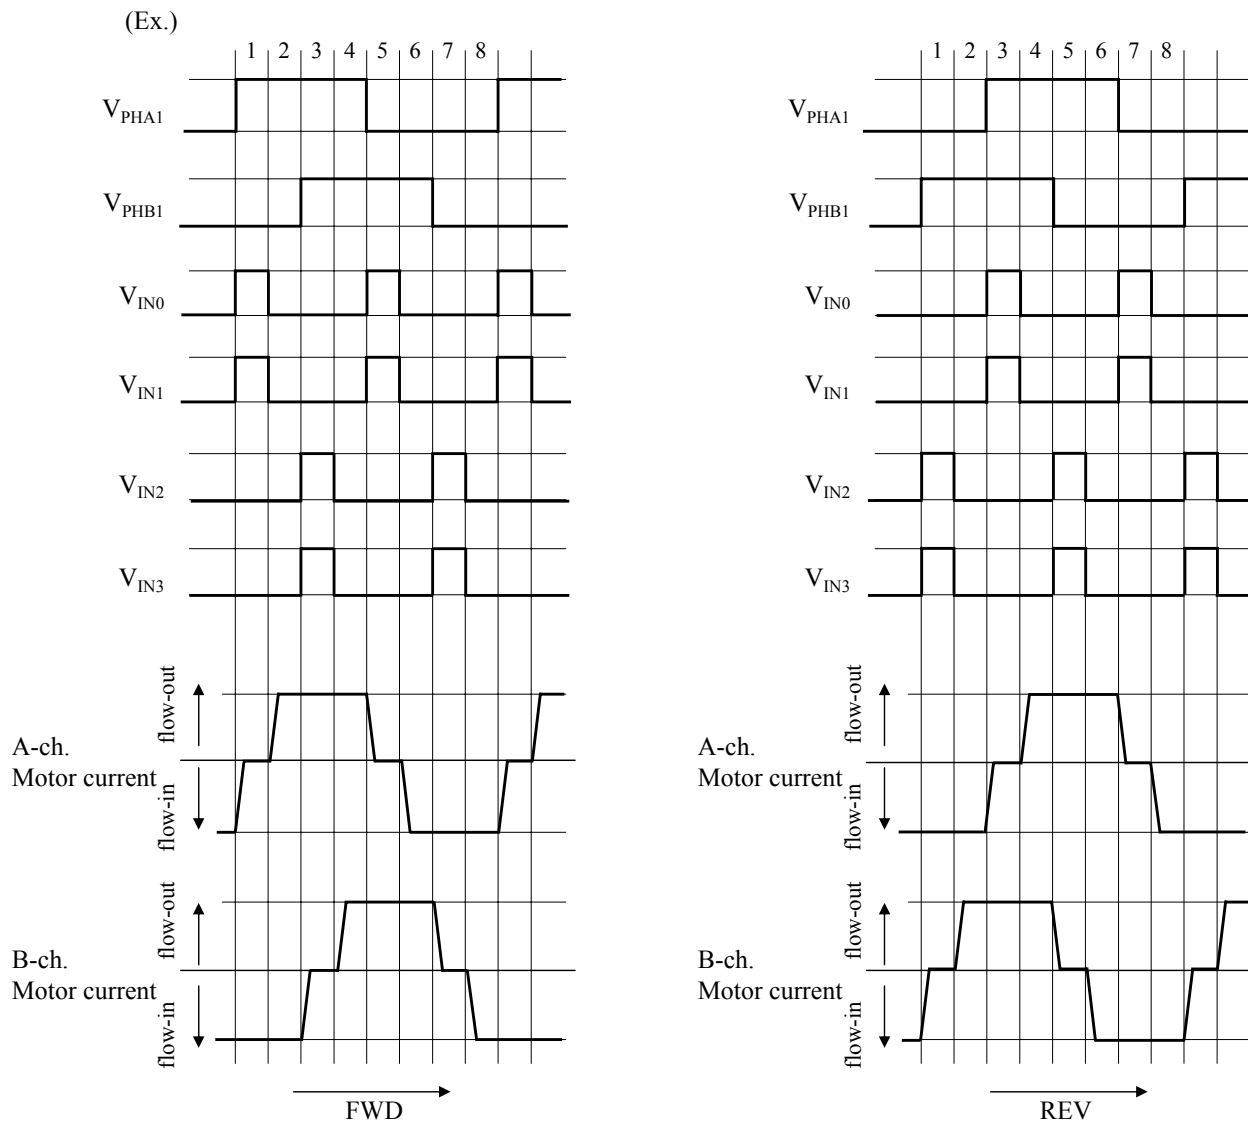 (Ex.)
1 2 3 4 5 6 7 8
VPHA1
VPHB1
VIN0
VIN1
VIN2
VIN3
flow-out
A-ch.
Motor current
flow-in
flow-out
B-ch.
Motor current
flow-in
FWD
1 2 3 4 5 6 7 8
VPHA1
VPHB1
VIN0
VIN1
VIN2
VIN3
flow-out
A-ch.
Motor current
flow-in
flow-out
B-ch.
Motor current
flow-in
REV